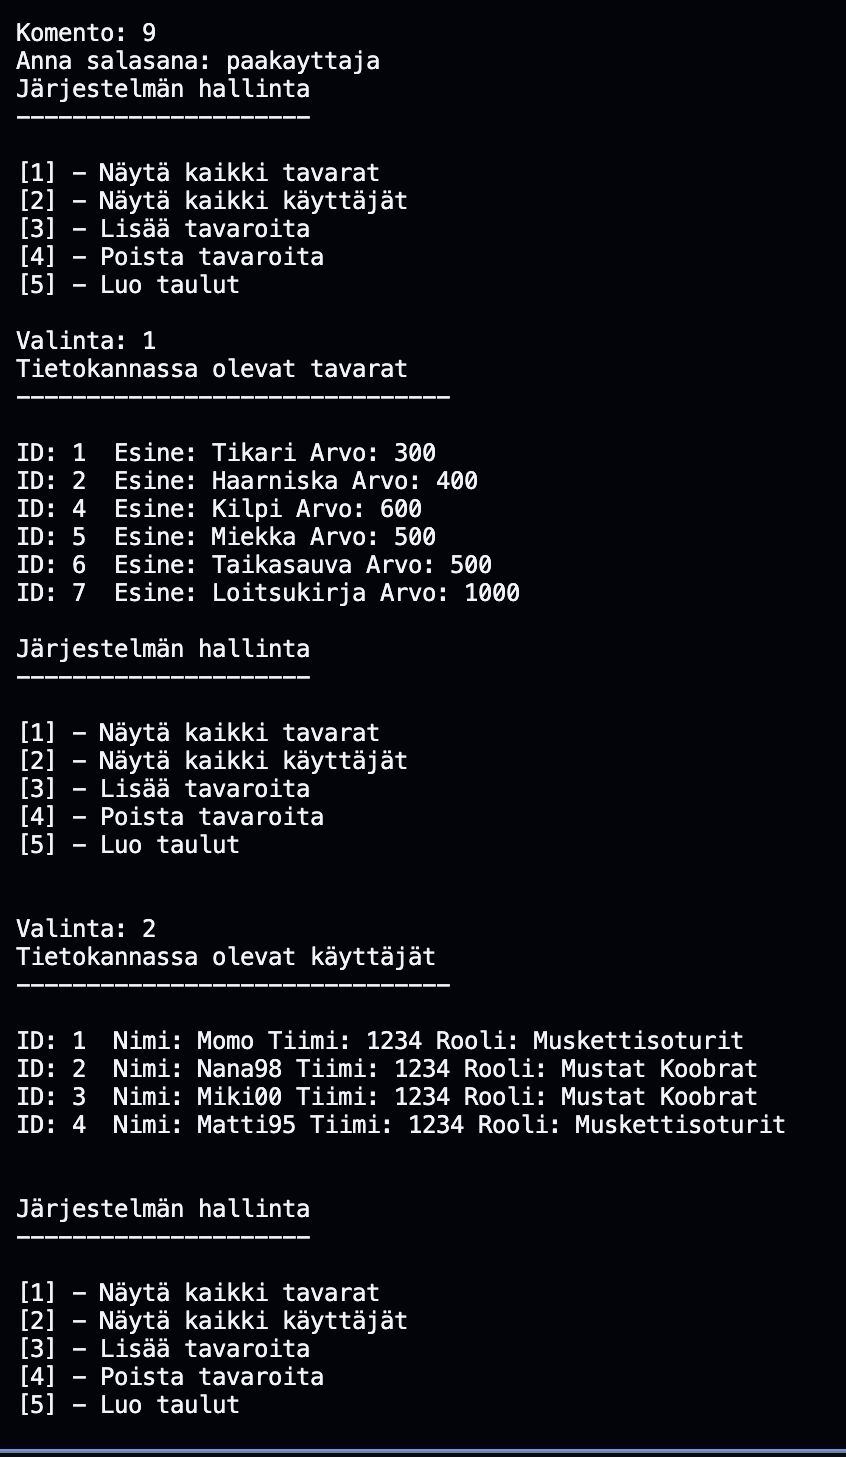 Komento: 9
Anna salasana: paakayttaja
Järjestelmän hallinta
---------------------
[1] – Näytä kaikki tavarat
[2] – Näytä kaikki käyttäjät
[3] – Lisää tavaroita
[4] – Poista tavaroita
[5] – Luo taulut
Valinta: 1
Tietokannassa olevat tavarat
-------------------------------
ID: 1  Esine: Tikari Arvo: 300
ID: 2  Esine: Haarniska Arvo: 400
ID: 4  Esine: Kilpi Arvo: 600
ID: 5  Esine: Miekka Arvo: 500
ID: 6  Esine: Taikasauva Arvo: 500
ID: 7  Esine: Loitsukirja Arvo: 1000
Järjestelmän hallinta
---------------------
[1] – Näytä kaikki tavarat
[2] – Näytä kaikki käyttäjät
[3] – Lisää tavaroita
[4] – Poista tavaroita
[5] – Luo taulut
Valinta: 2
Tietokannassa olevat käyttäjät
-------------------------------
ID: 1  Nimi: Momo Tiimi: 1234 Rooli: Muskettisoturit
ID: 2  Nimi: Nana98 Tiimi: 1234 Rooli: Mustat Koobrat
ID: 3  Nimi: Miki00 Tiimi: 1234 Rooli: Mustat Koobrat
ID: 4  Nimi: Matti95 Tiimi: 1234 Rooli: Muskettisoturit
Järjestelmän hallinta
---------------------
[1] – Näytä kaikki tavarat
[2] – Näytä kaikki käyttäjät
[3] – Lisää tavaroita
[4] – Poista tavaroita
[5] – Luo taulut